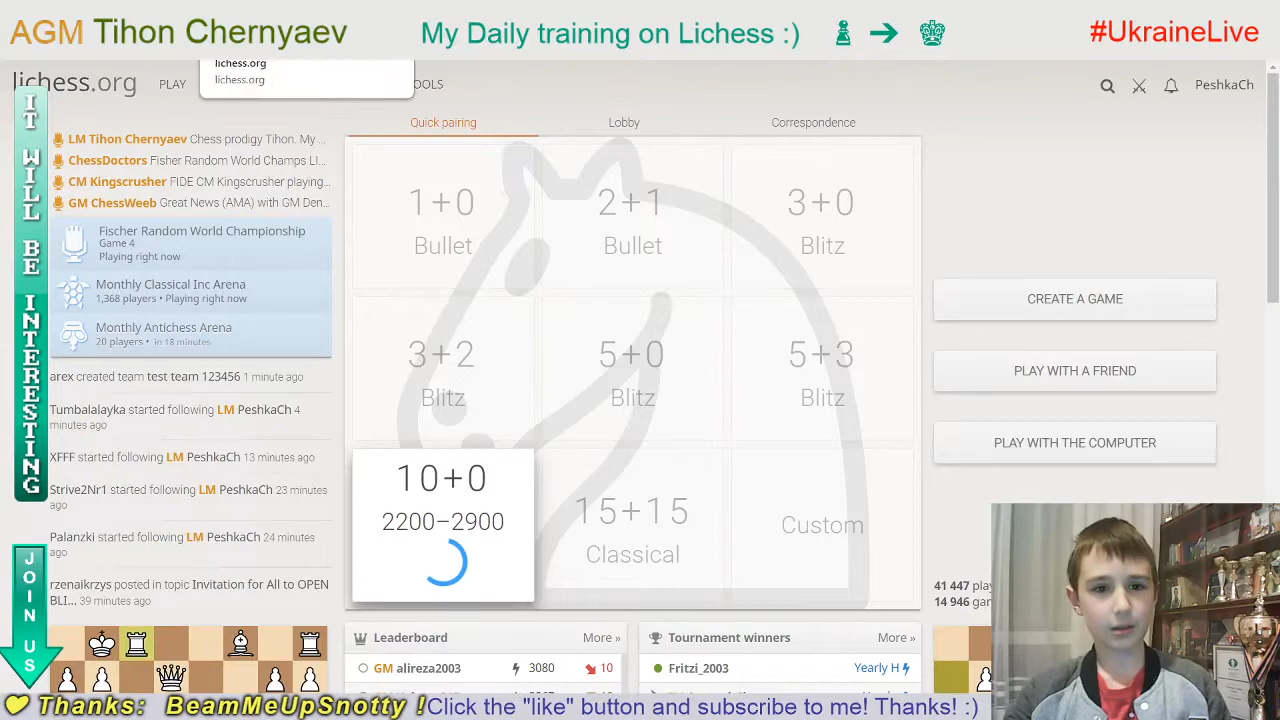 AGM Tihon Chernyaev
My Daily training on Lichess :)
#UkraineLive
lichess.org
PLAY
lichess.org
lichess.org
OOLS
PeshkaCh
IT WILL BE INTERESTING
JOIN US
LM Tihon Chernyaev Chess prodigy Tihon. My ...
ChessDoctors Fisher Random World Champs LI...
CM Kingscrusher FIDE CM Kingscrusher playing...
GM ChessWeeb Great News (AMA) with GM Den...
Fischer Random World Championship
Game 4
Playing right now
Monthly Classical Inc Arena
1,368 players • Playing right now
Monthly Antichess Arena
20 players • in 18 minutes
arex created team test team 123456 1 minute ago
Tumbalalayka started following LM PeshkaCh 4
minutes ago
XFFF started following LM PeshkaCh 13 minutes ago
Strive2Nr1 started following LM PeshkaCh 23 minutes
ago
Palanzki started following LM PeshkaCh 24 minutes
ago
rzenaikrzys posted in topic Invitation for All to OPEN
BLI... 39 minutes ago
Quick pairing
Lobby
Correspondence
1+0
Bullet
2+1
Bullet
3+0
Blitz
3+2
Blitz
5+0
Blitz
5+3
Blitz
10+0
2200–2900
15+15
Classical
Custom
CREATE A GAME
PLAY WITH A FRIEND
PLAY WITH THE COMPUTER
41 447 play
14 946 gam
Leaderboard
More »
GM alireza2003
3080
10
Tournament winners
More »
Fritzi_2003
Yearly H
Thanks: BeamMeUpSnotty !
Click the "like" button and subscribe to me! Thanks! :)